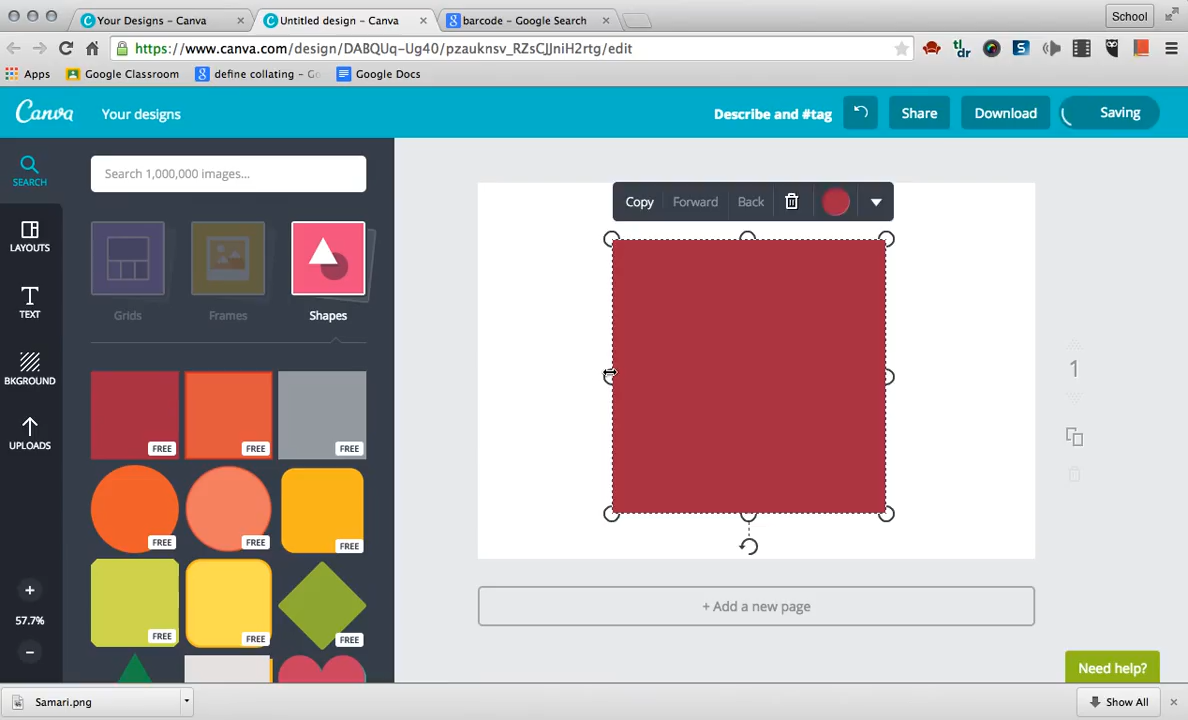 Your Designs – Canva
Untitled design – Canva
barcode – Google Search
School
https://www.canva.com/design/DABQUq-Ug40/pzauknsv_RZsCJJniH2rtg/edit
tl;dr
S
Apps
Google Classroom
define collating – Go
Google Docs
Canva
Your designs
Describe and #tag
Share
Download
Saving
SEARCH
Search 1,000,000 images...
Copy
Forward
Back
LAYOUTS
TEXT
Grids
Frames
Shapes
BKGROUND
1
UPLOADS
FREE
FREE
FREE
FREE
FREE
FREE
57.7%
+ Add a new page
FREE
FREE
FREE
Need help?
Samari.png
Show All